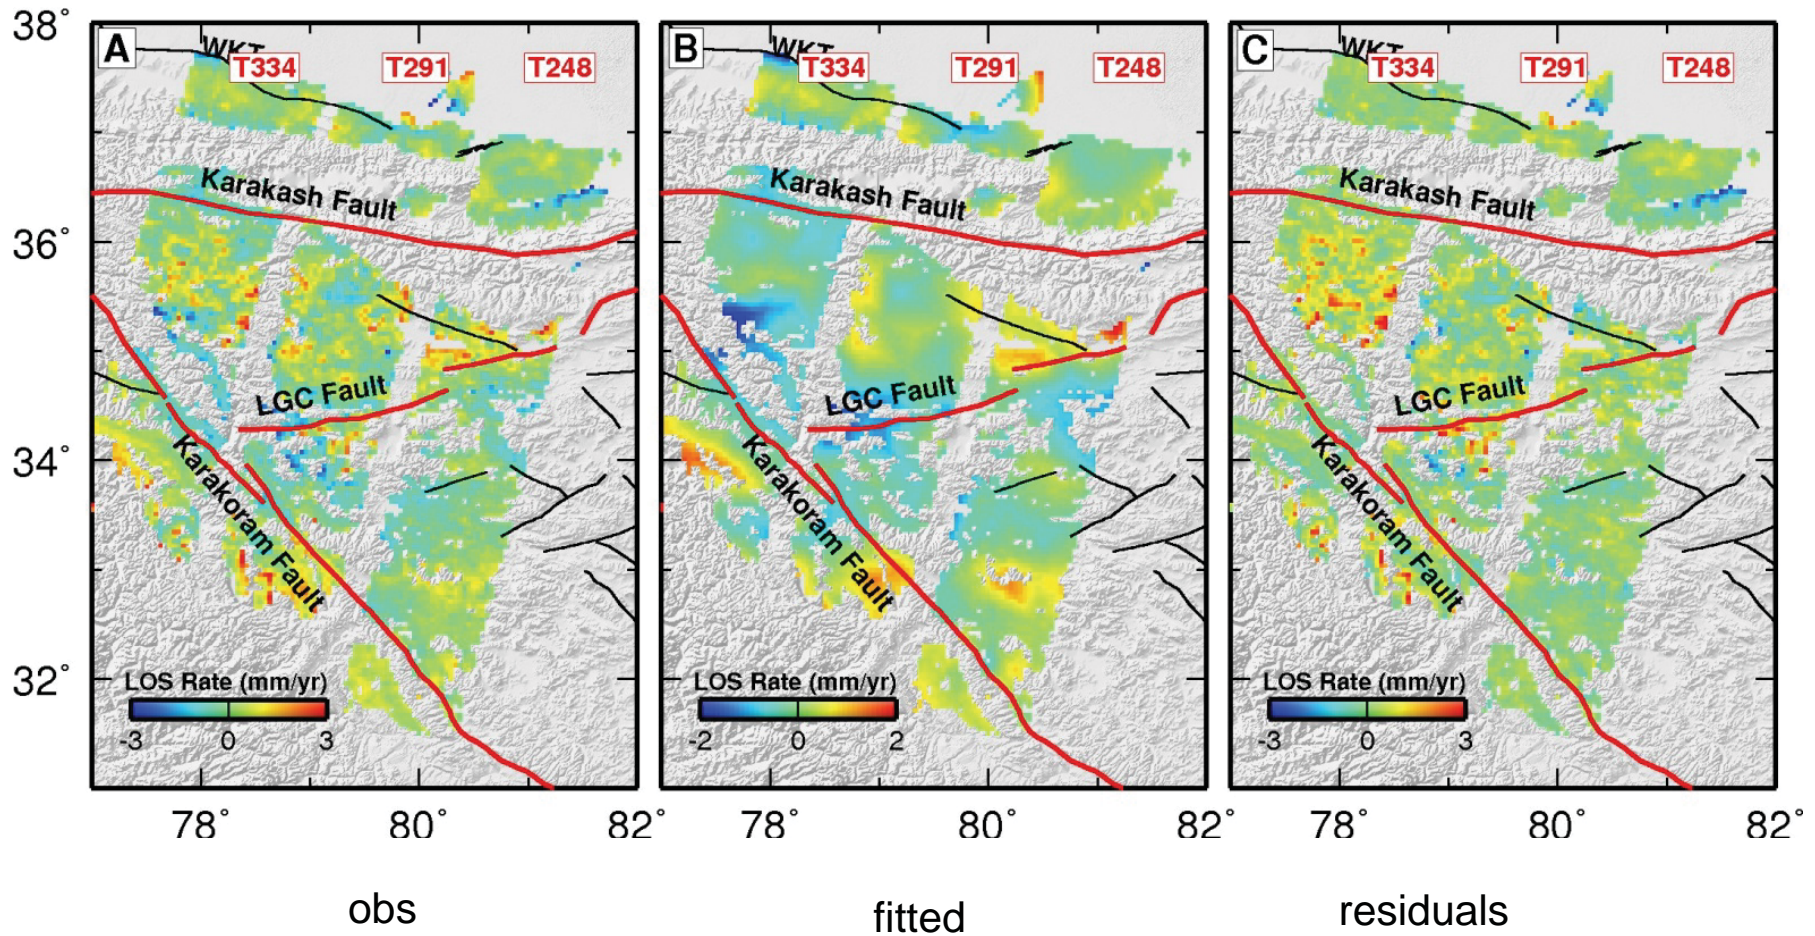 38°
36°
34°
32°
A
WKT
T334
T291
T248
Karakash Fault
LGC Fault
Karakoram Fault
LOS Rate (mm/yr)
-3 0 3
78° 80° 82°
B
WKT
T334
T291
T248
Karakash Fault
LGC Fault
Karakoram Fault
LOS Rate (mm/yr)
-2 0 2
78° 80° 82°
C
WKT
T334
T291
T248
Karakash Fault
LGC Fault
Karakoram Fault
LOS Rate (mm/yr)
-3 0 3
78° 80° 82°
obs
fitted
residuals